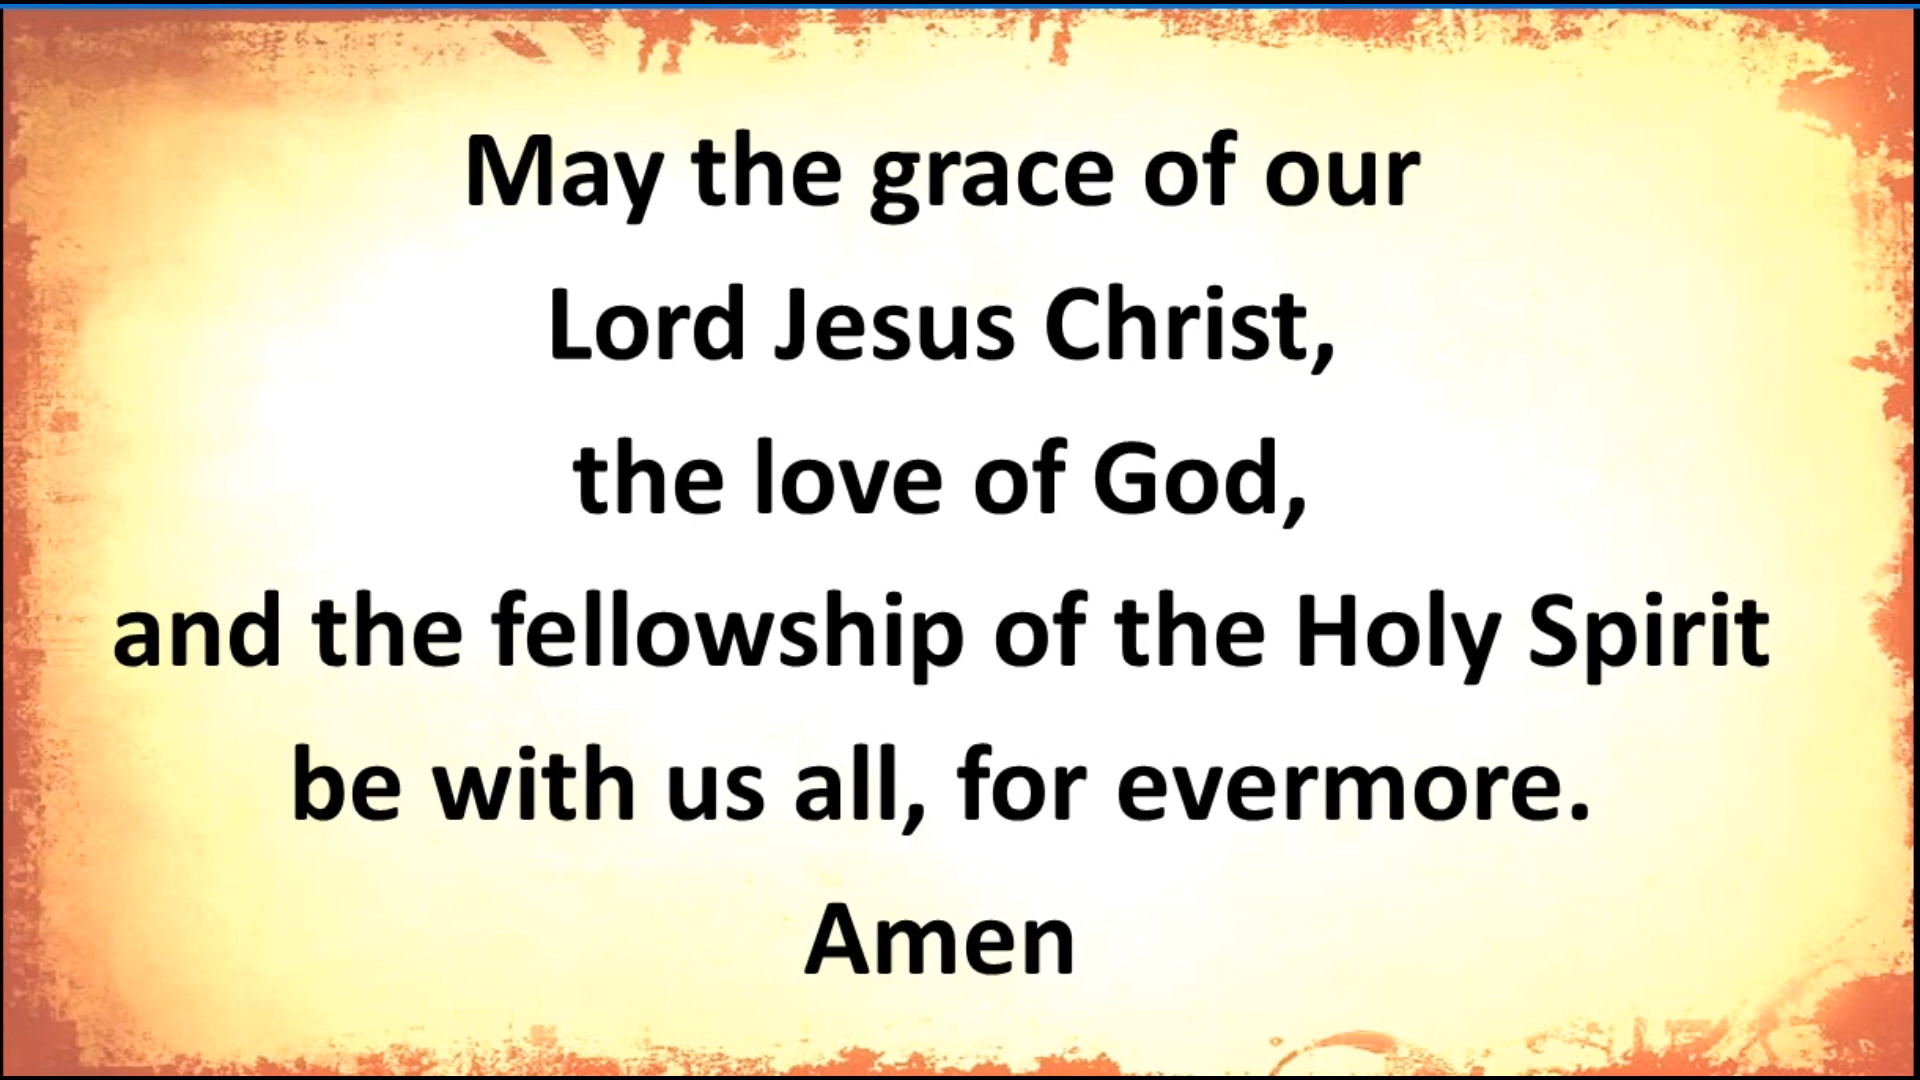 May the grace of our
Lord Jesus Christ,
the love of God,
and the fellowship of the Holy Spirit
be with us all, for evermore.
Amen